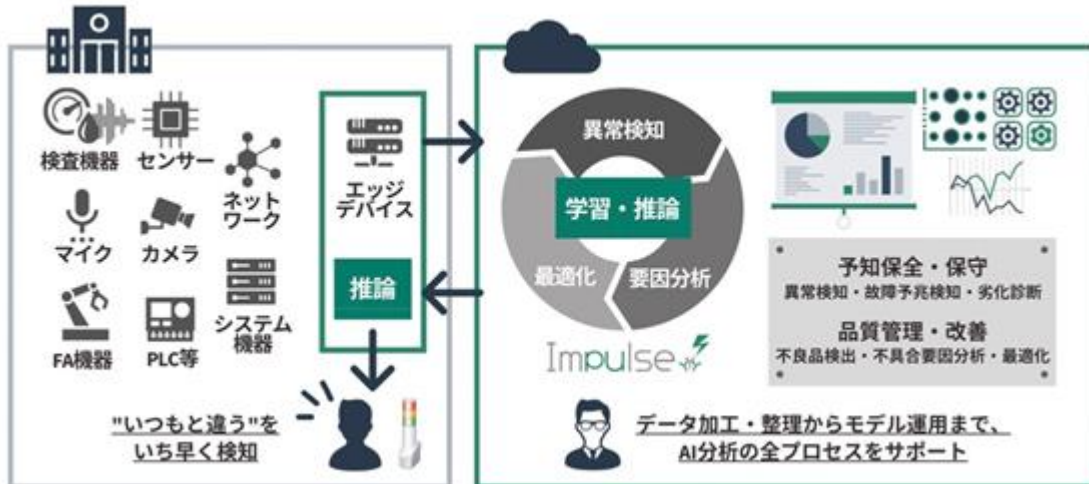 検査機器
センサー
ネット
ワーク
マイク
カメラ
FA機器
PLC等
システム
機器
エッジ
デバイス
推論
"いつもと違う"を
いち早く検知
異常検知
学習・推論
最適化
要因分析
Impulse
予知保全・保守
異常検知・故障予兆検知・劣化診断
品質管理・改善
不良品検出・不具合要因分析・最適化
データ加工・整理からモデル運用まで、
AI分析の全プロセスをサポート